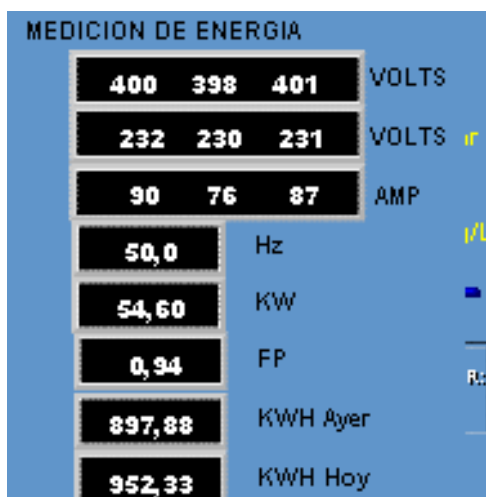 MEDICION DE ENERGIA
400 398 401 VOLTS
232 230 231 VOLTS
90 76 87 AMP
50,0 Hz
54,60 KW
0,94 FP
R:
897,88 KWH Ayer
952,33 KWH Hoy